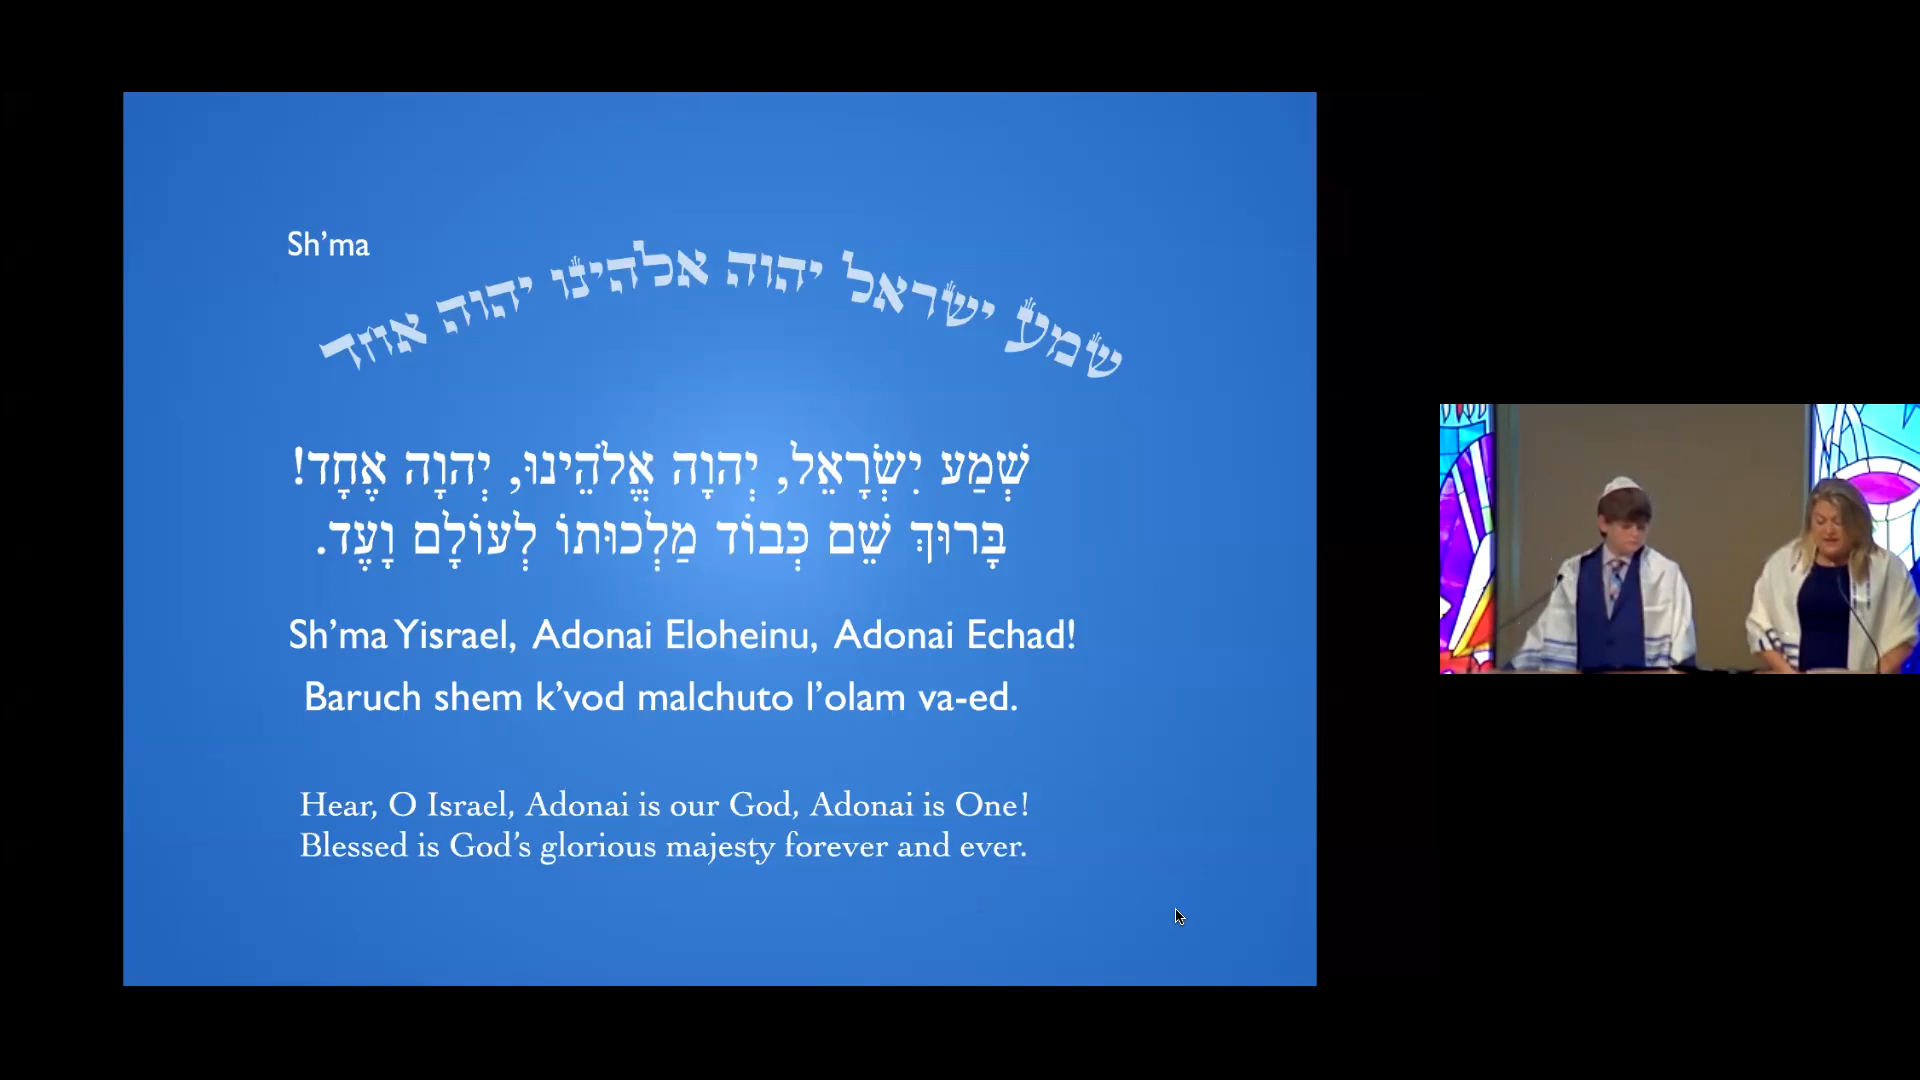 Sh’ma
שמע ישראל יהוה אלהינו יהוה אחד
שְׁמַע יִשְׂרָאֵל, יְהוָה אֱלֹהֵינוּ, יְהוָה אֶחָד!
בָּרוּךְ שֵׁם כְּבוֹד מַלְכוּתוֹ לְעוֹלָם וָעֶד.
Sh’ma Yisrael, Adonai Eloheinu, Adonai Echad!
Baruch shem k’vod malchuto l’olam va-ed.
Hear, O Israel, Adonai is our God, Adonai is One!
Blessed is God’s glorious majesty forever and ever.